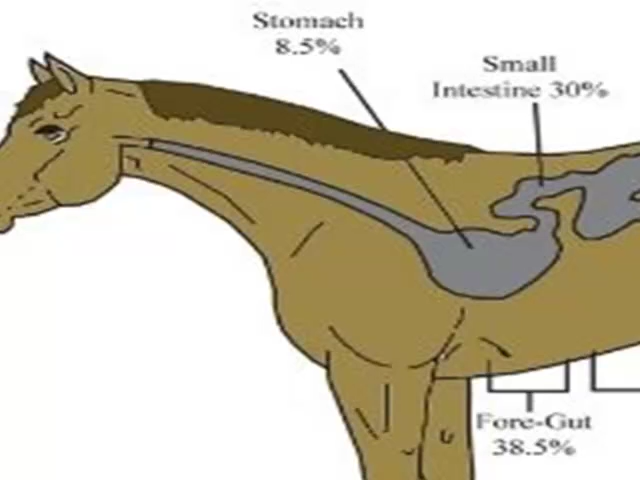 Stomach
8.5%
Small
Intestine 30%
Fore-Gut
38.5%